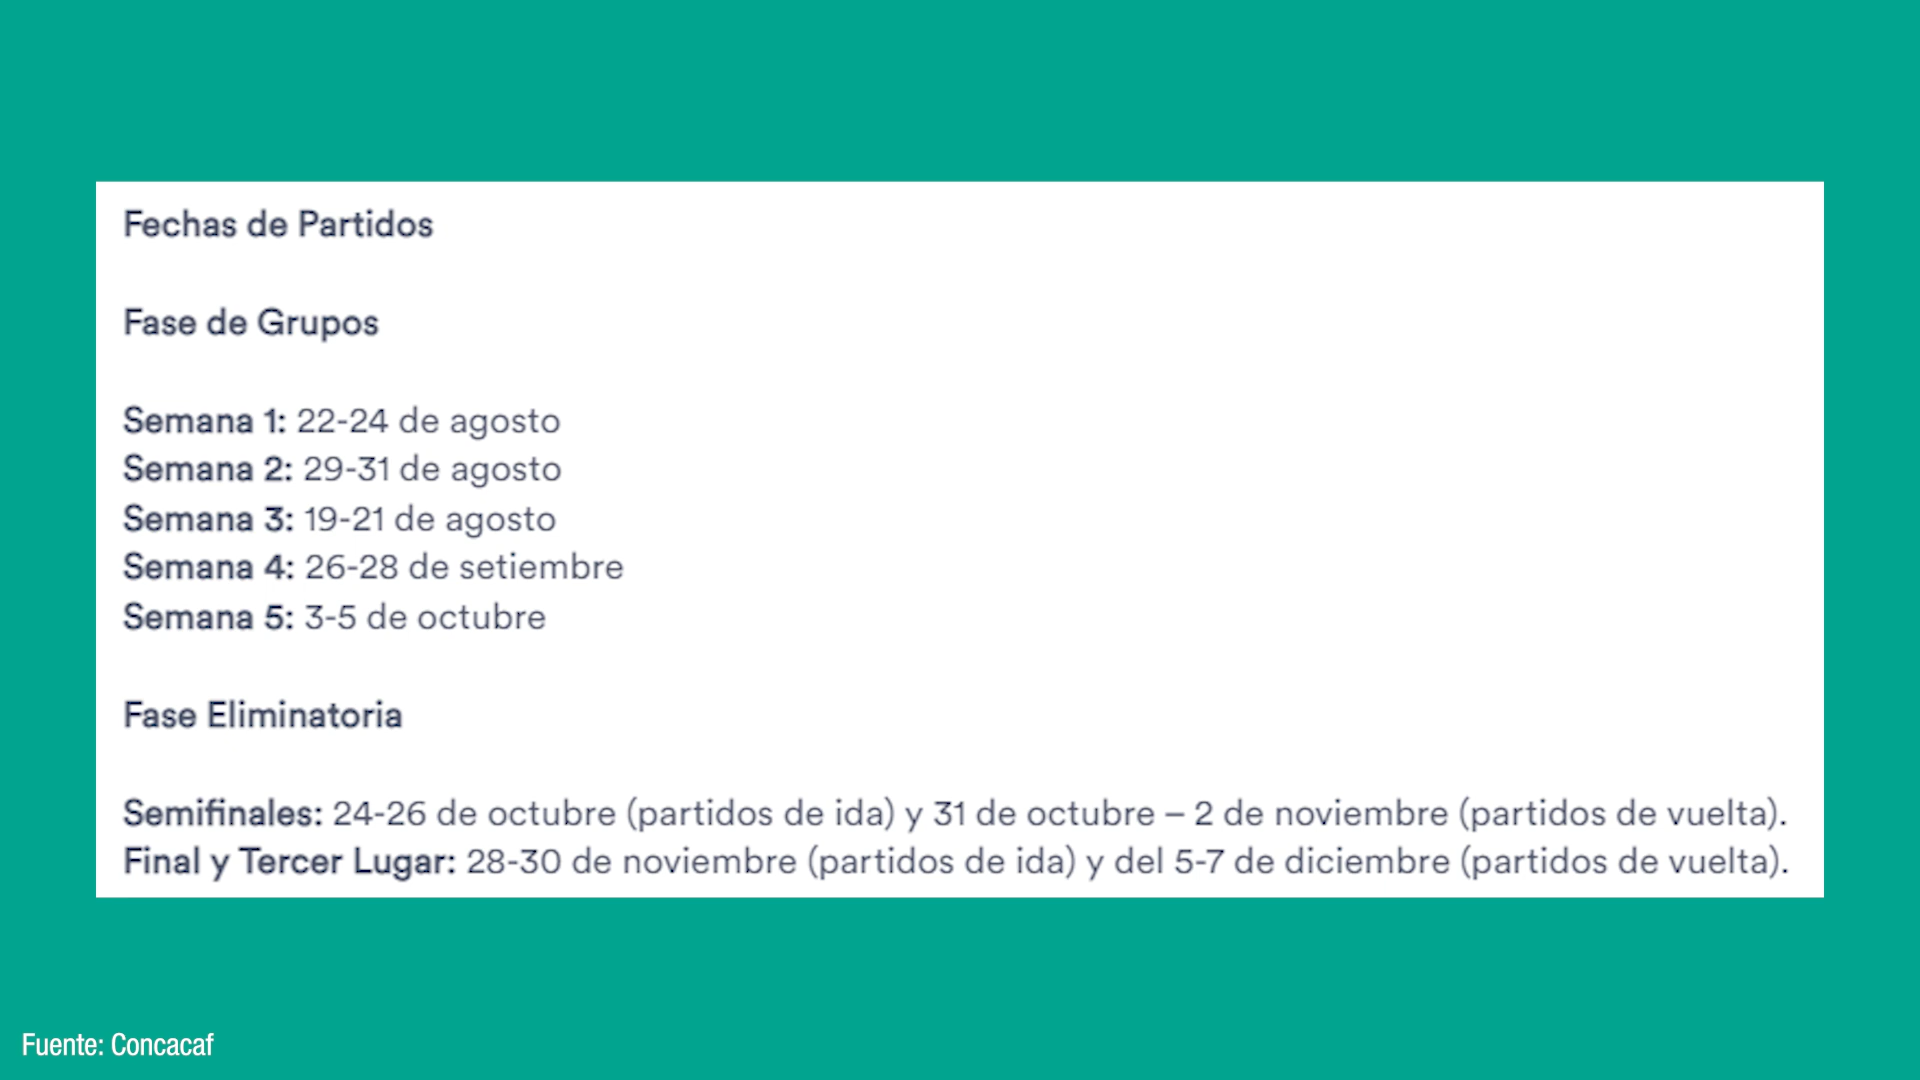 Fechas de Partidos
Fase de Grupos
Semana 1: 22-24 de agosto
Semana 2: 29-31 de agosto
Semana 3: 19-21 de agosto
Semana 4: 26-28 de setiembre
Semana 5: 3-5 de octubre
Fase Eliminatoria
Semifinales: 24-26 de octubre (partidos de ida) y 31 de octubre – 2 de noviembre (partidos de vuelta).
Final y Tercer Lugar: 28-30 de noviembre (partidos de ida) y del 5-7 de diciembre (partidos de vuelta).
Fuente: Concacaf